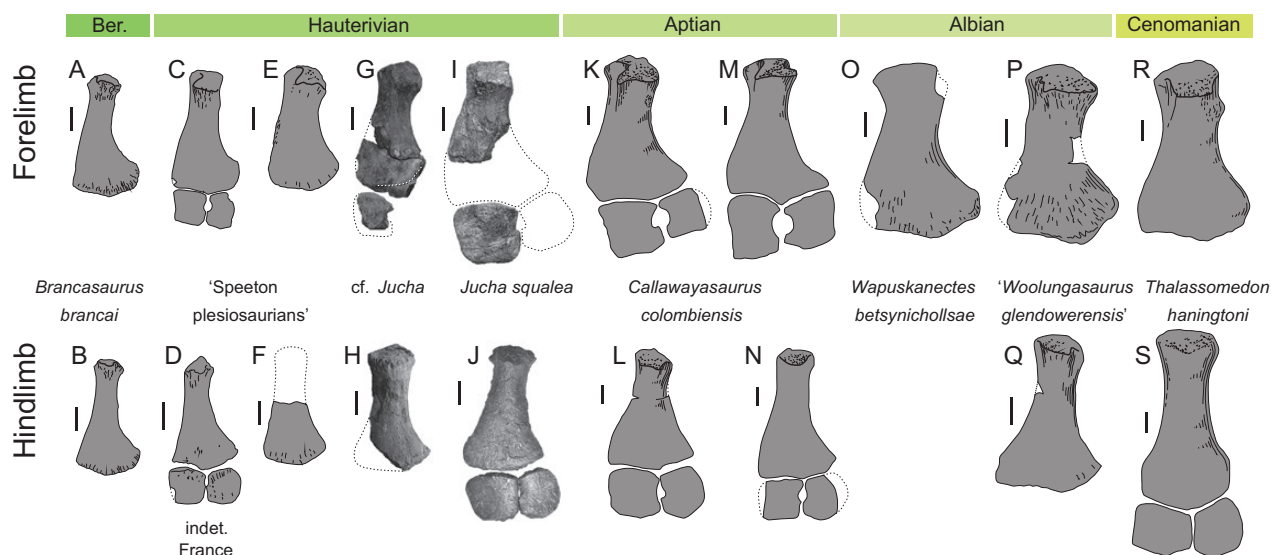 Ber. Hauterivian Aptian Albian Cenomanian
Forelimb
A C E G I K M O P R
Brancasaurus brancai
'Speeton plesiosaurians'
cf. Jucha
Jucha squalea
Callawayasaurus colombiensis
Wapuskanectes betsynichollsae
'Woolungasaurus glendowerensis'
Thalassomedon haningtoni
Hindlimb
B D F H J L N Q S
indet.
France